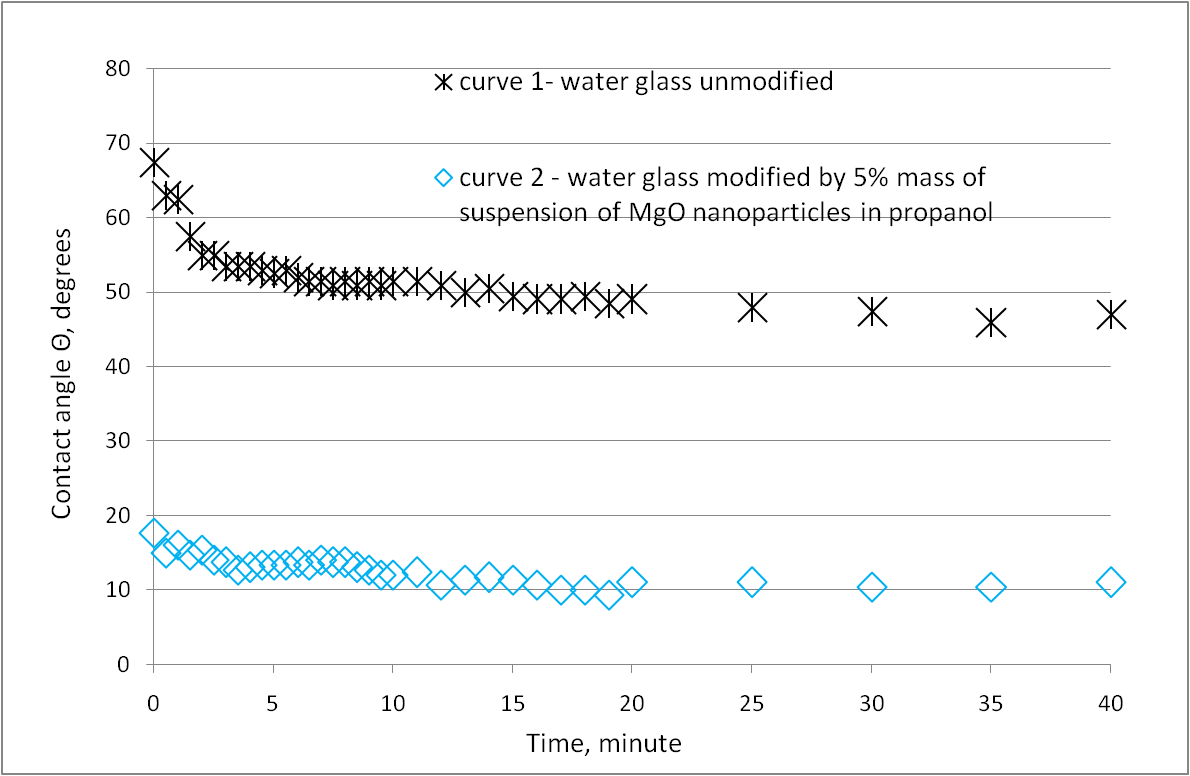 80
70
60
50
40
30
20
10
0
Contact angle Θ, degrees
curve 1- water glass unmodified
curve 2 - water glass modified by 5% mass of
suspension of MgO nanoparticles in propanol
0 5 10 15 20 25 30 35 40
Time, minute